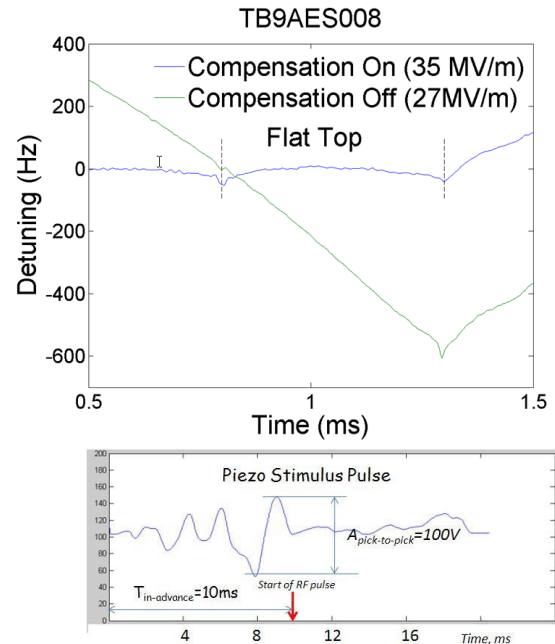 TB9AES008
400
200
0
-200
-400
-600
Detuning (Hz)
Compensation On (35 MV/m)
Compensation Off (27MV/m)
Flat Top
0.5
1
1.5
Time (ms)
200
180
160
140
120
100
80
60
40
20
0
Piezo Stimulus Pulse
Apick-to-pick=100V
Start of RF pulse
Tin-advance=10ms
4
8
12
16
Time, ms